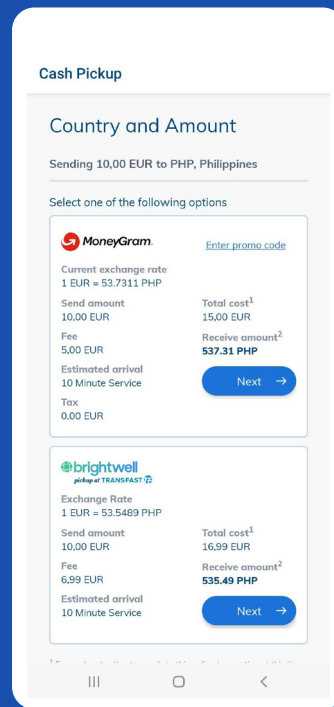 Cash Pickup
Country and Amount
Sending 10,00 EUR to PHP, Philippines
Select one of the following options
MoneyGram.
Enter promo code
Current exchange rate
1 EUR = 53.7311 PHP
Send amount
10,00 EUR
Total cost1
15,00 EUR
Fee
5,00 EUR
Receive amount2
537.31 PHP
Estimated arrival
10 Minute Service
Next →
Tax
0.00 EUR
brightwell
pickup at TRANSFAST
Exchange Rate
1 EUR = 53.5489 PHP
Send amount
10,00 EUR
Total cost1
16,99 EUR
Fee
6,99 EUR
Receive amount2
535.49 PHP
Estimated arrival
10 Minute Service
Next →